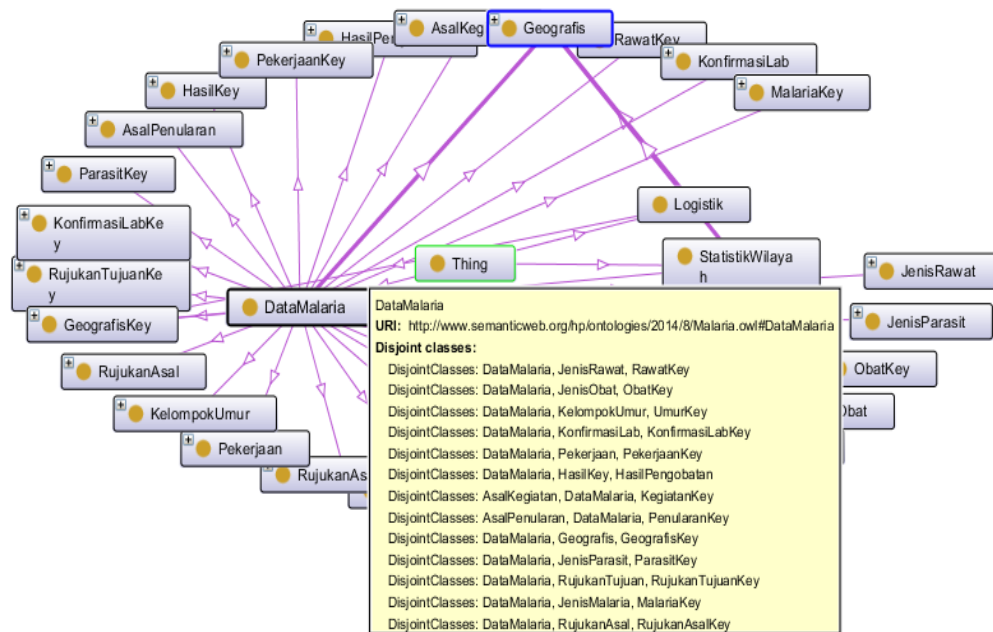 AsalKeg
Geografis
HasilPen
RawatKey
PekerjaanKey
KonfirmasiLab
HasilKey
MalariaKey
AsalPenularan
ParasitKey
Logistik
KonfirmasiLabKe
y
StatistikWilaya
h
Thing
RujukanTujuanKe
y
JenisRawat
DataMalaria
GeografisKey
JenisParasit
RujukanAsal
ObatKey
KelompokUmur
Obat
Pekerjaan
RujukanAs
DataMalaria
URI: http://www.semanticweb.org/hp/ontologies/2014/8/Malaria.owl#DataMalaria
Disjoint classes:
DisjointClasses: DataMalaria, JenisRawat, RawatKey
DisjointClasses: DataMalaria, JenisObat, ObatKey
DisjointClasses: DataMalaria, KelompokUmur, UmurKey
DisjointClasses: DataMalaria, KonfirmasiLab, KonfirmasiLabKey
DisjointClasses: DataMalaria, Pekerjaan, PekerjaanKey
DisjointClasses: DataMalaria, HasilKey, HasilPengobatan
DisjointClasses: AsalKegiatan, DataMalaria, KegiatanKey
DisjointClasses: AsalPenularan, DataMalaria, PenularanKey
DisjointClasses: DataMalaria, Geografis, GeografisKey
DisjointClasses: DataMalaria, JenisParasit, ParasitKey
DisjointClasses: DataMalaria, RujukanTujuan, RujukanTujuanKey
DisjointClasses: DataMalaria, JenisMalaria, MalariaKey
DisjointClasses: DataMalaria, RujukanAsal, RujukanAsalKey